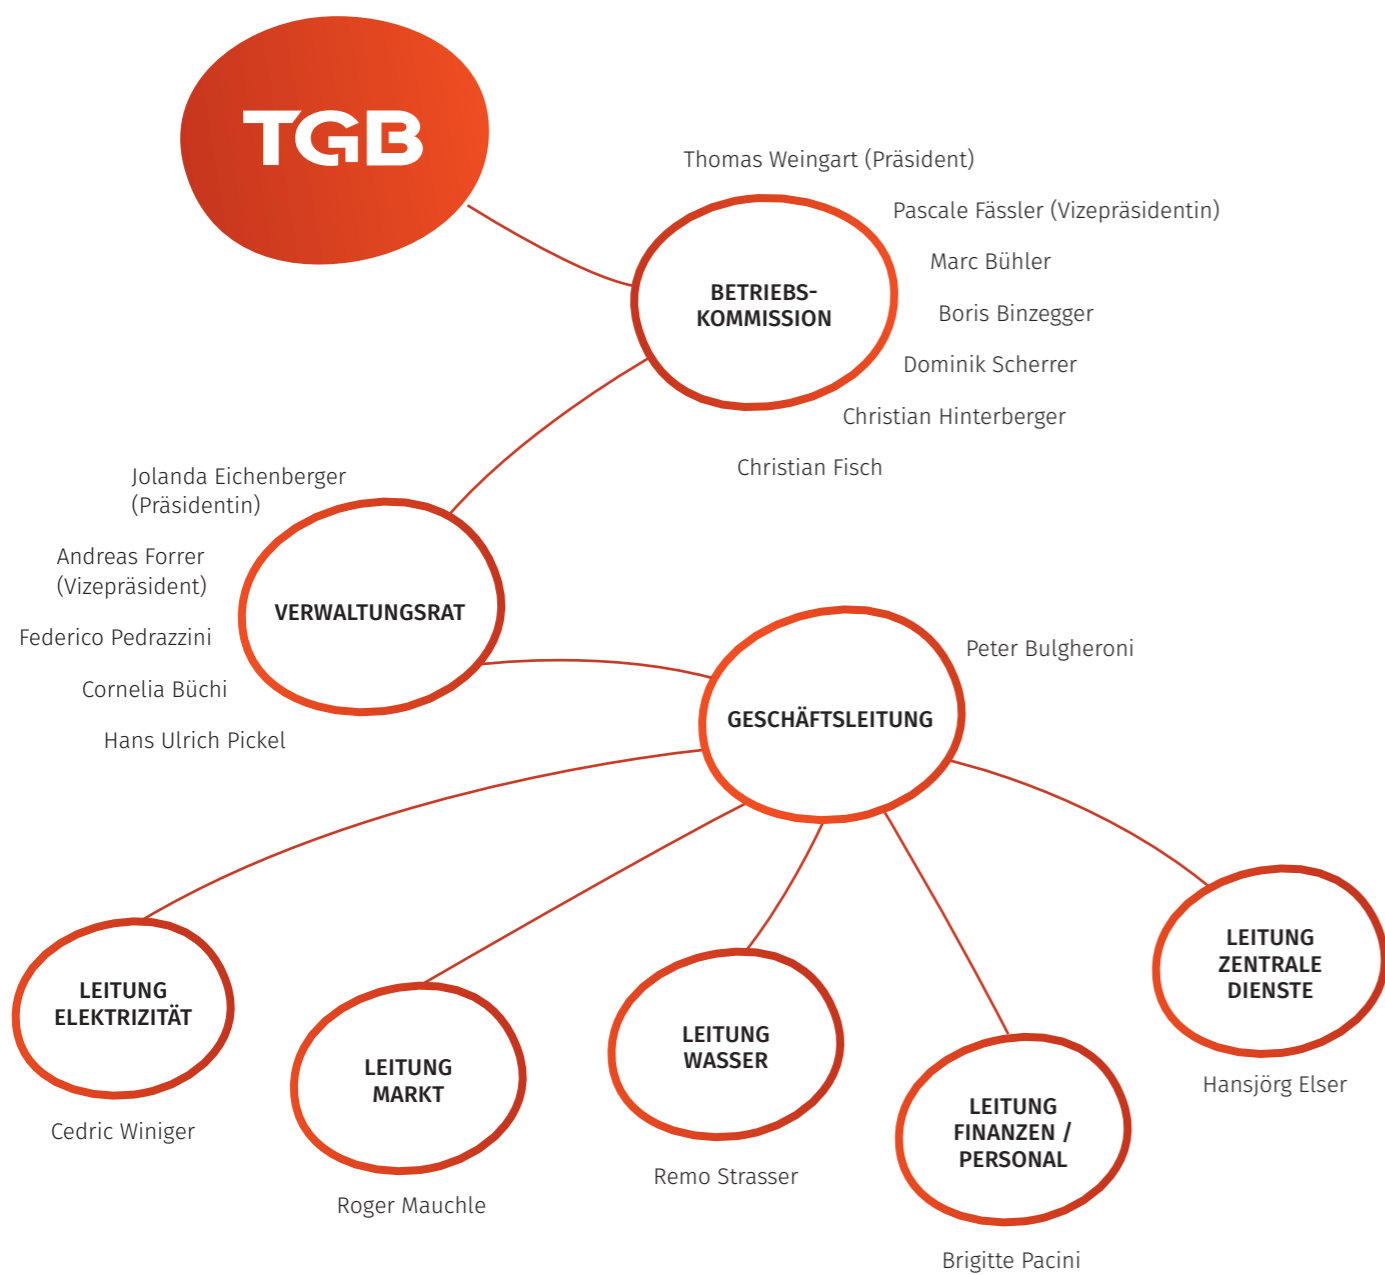 TGB
Thomas Weingart (Präsident)
Pascale Fässler (Vizepräsidentin)
Marc Bühler
BETRIEBS-
KOMMISSION
Boris Binzegger
Dominik Scherrer
Christian Hinterberger
Christian Fisch
Jolanda Eichenberger
(Präsidentin)
Andreas Forrer
(Vizepräsident)
VERWALTUNGSRAT
Federico Pedrazzini
Cornelia Büchi
Hans Ulrich Pickel
Peter Bulgheroni
GESCHÄFTSLEITUNG
LEITUNG
ELEKTRIZITÄT
Cedric Winiger
LEITUNG
MARKT
Roger Mauchle
LEITUNG
WASSER
Remo Strasser
LEITUNG
FINANZEN /
PERSONAL
Brigitte Pacini
LEITUNG
ZENTRALE
DIENSTE
Hansjörg Elser